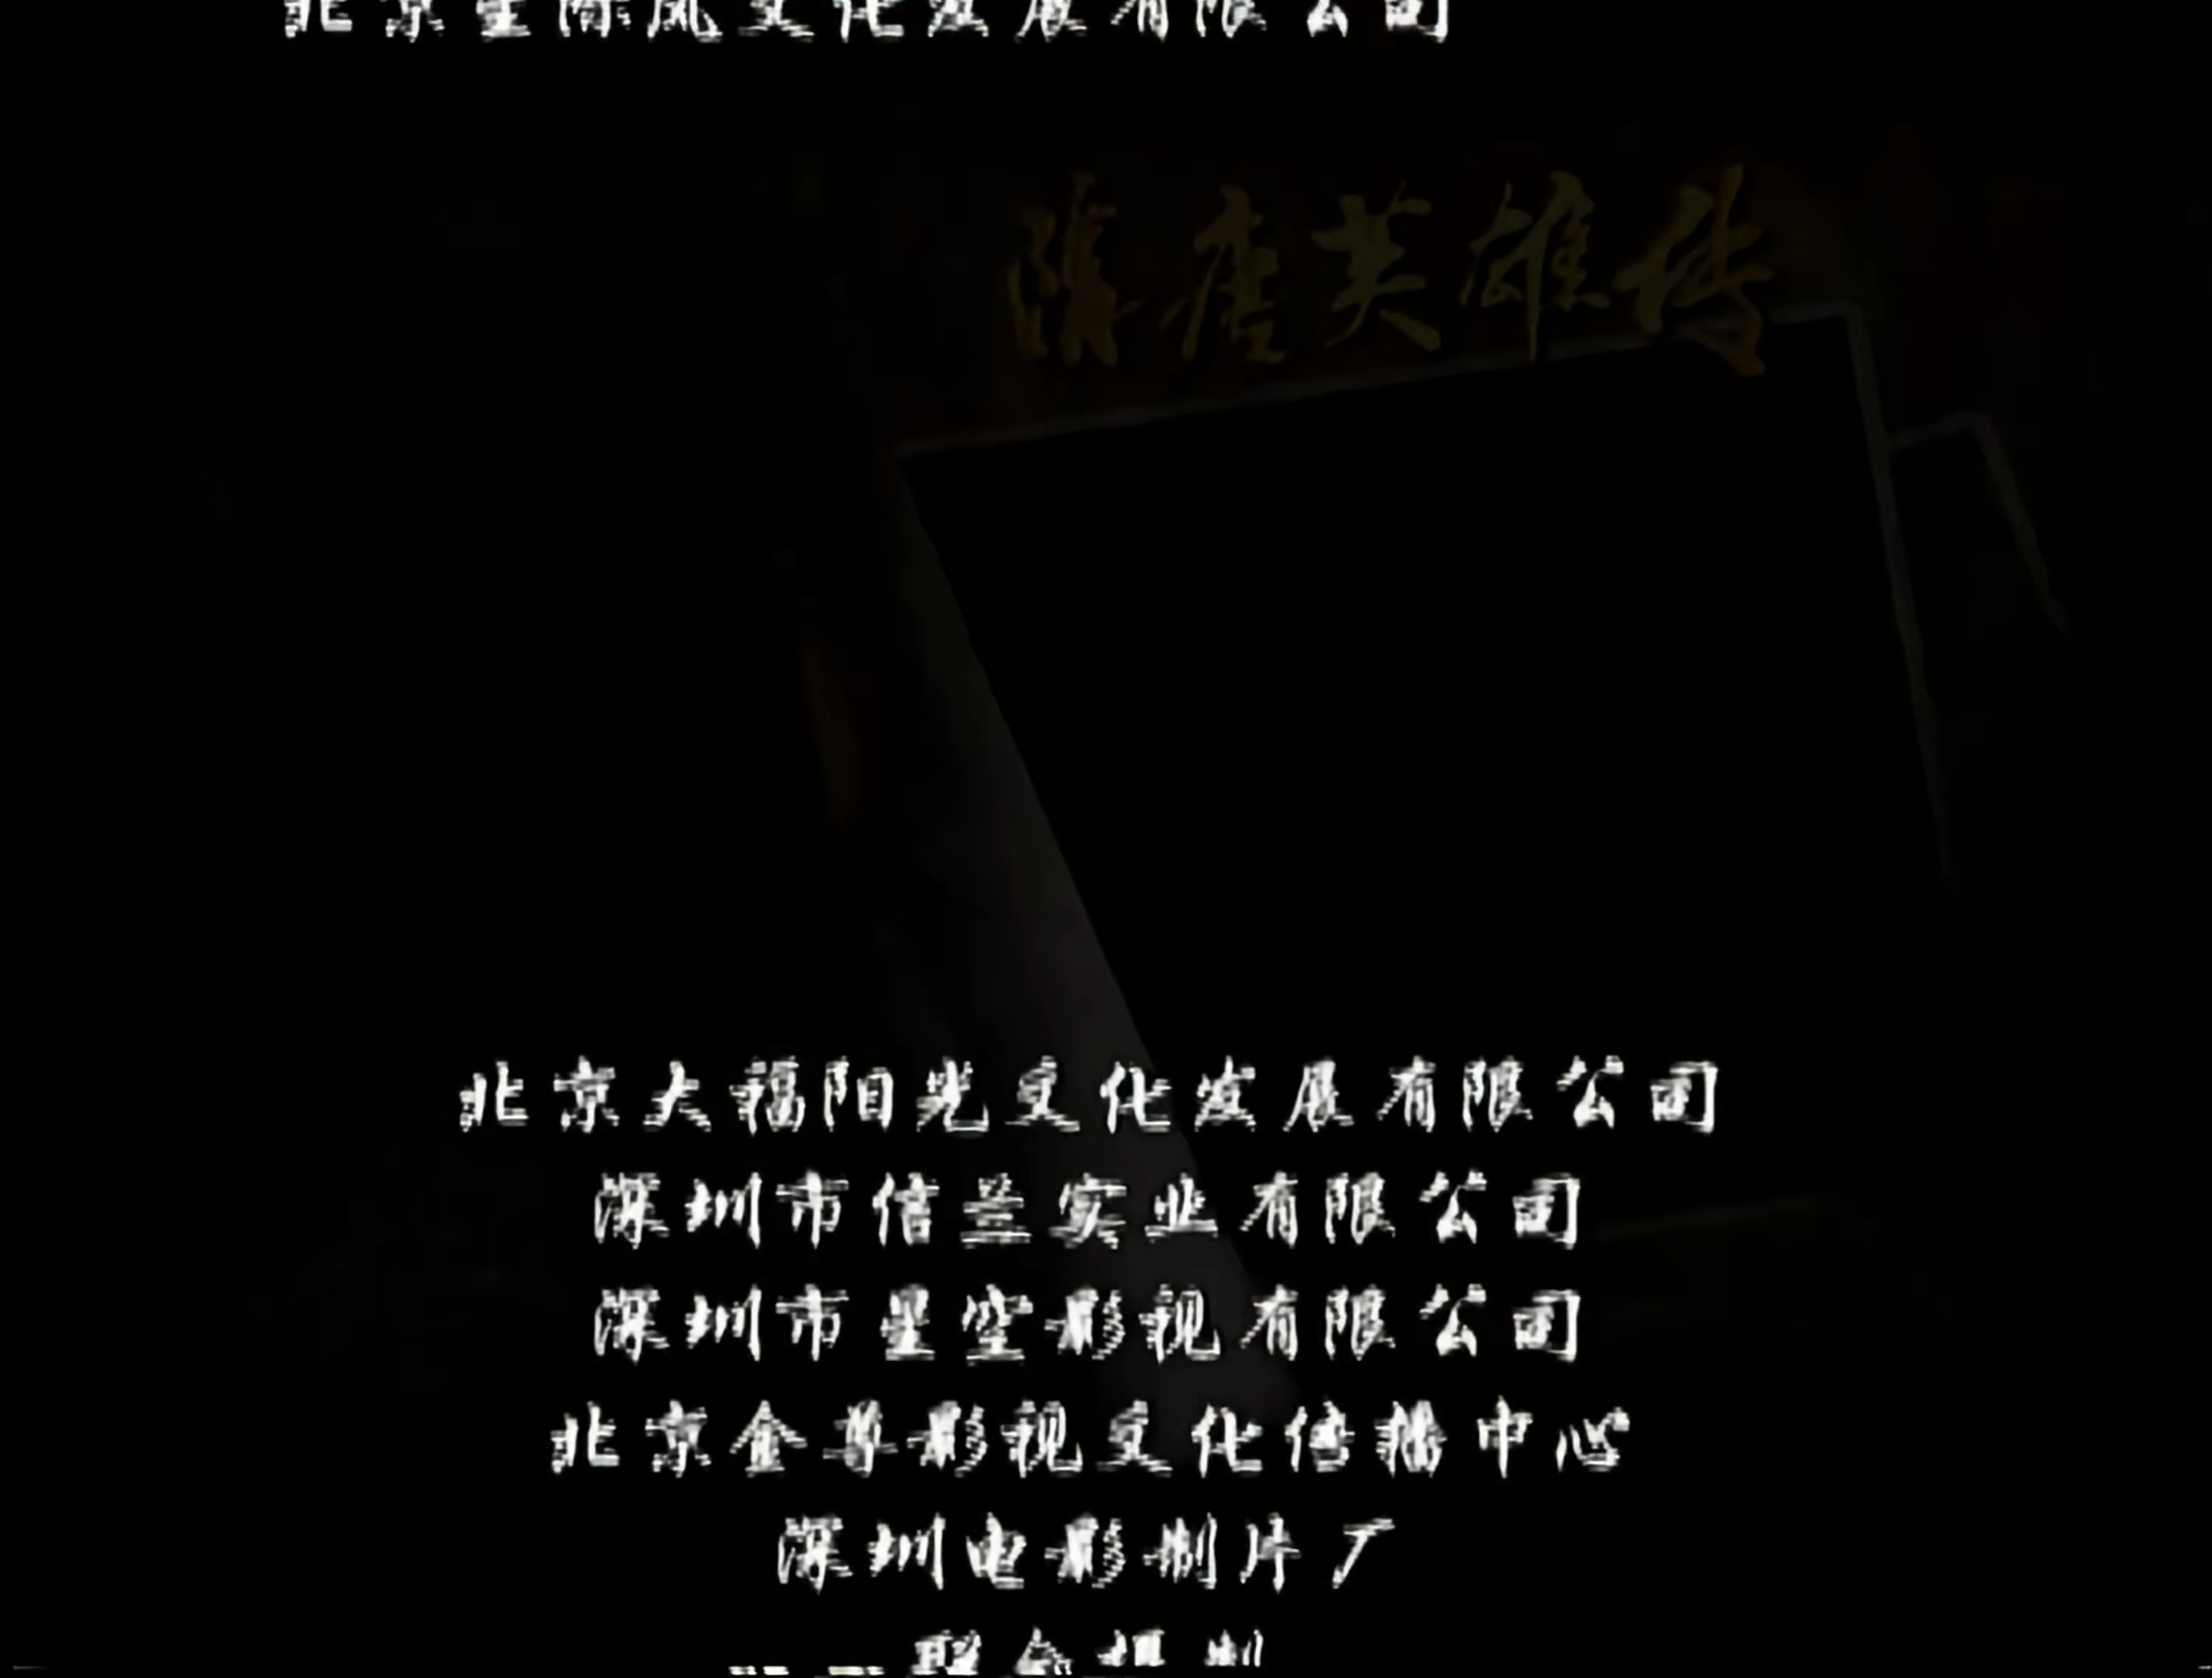 隋唐英雄传
北京大福阳光文化发展有限公司
深圳市信兰实业有限公司
深圳市星空影视有限公司
北京金尊影视文化传播中心
深圳电影制片厂